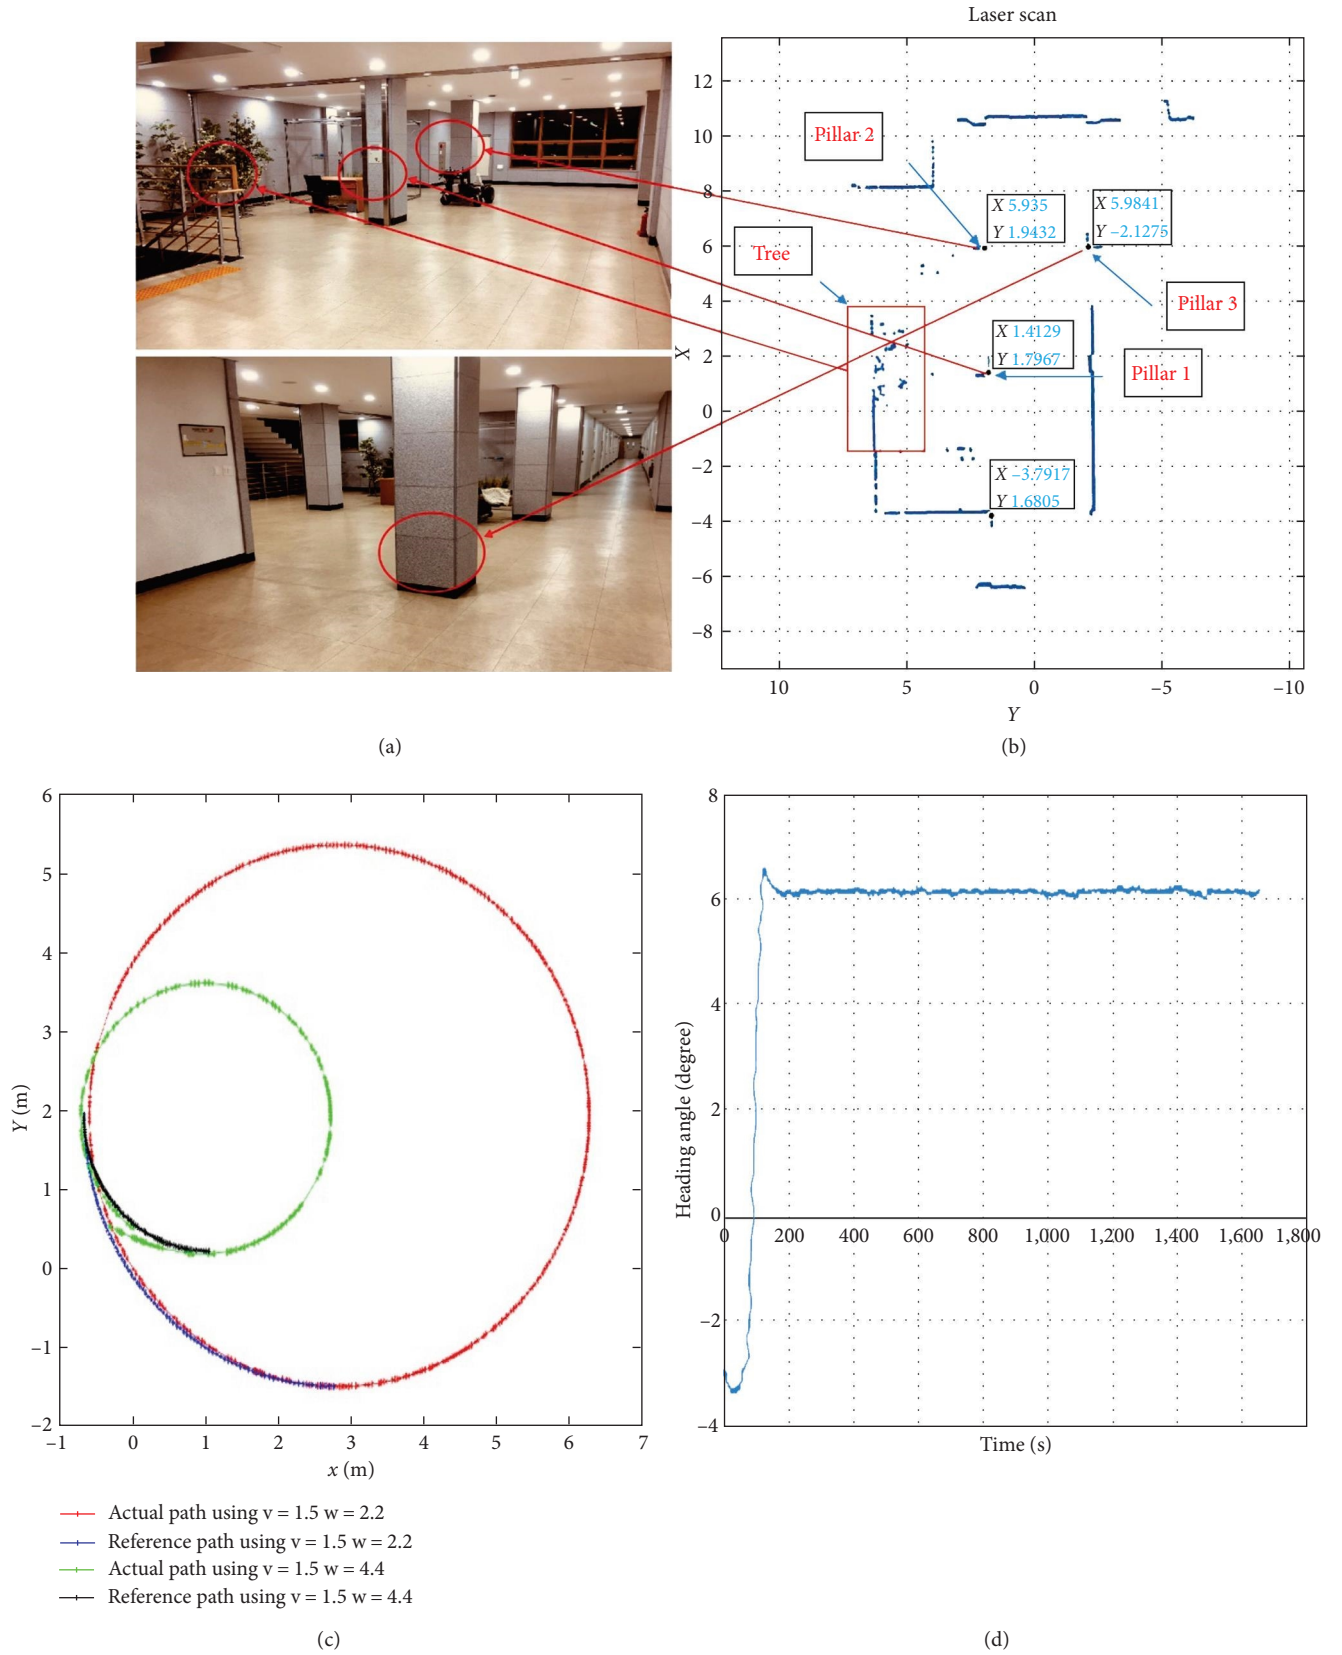 Laser scan
12
10
8
6
4
2
0
−2
−4
−6
−8
X
Pillar 2
X 5.935
Y 1.9432
X 5.9841
Y −2.1275
Tree
Pillar 3
X 1.4129
Y 1.7967
Pillar 1
X −3.7917
Y 1.6805
10 5 0 −5 −10
Y
(a)
(b)
6
5
4
3
2
1
0
−1
−2
Y (m)
−1 0 1 2 3 4 5 6 7
x (m)
Actual path using v = 1.5 w = 2.2
Reference path using v = 1.5 w = 2.2
Actual path using v = 1.5 w = 4.4
Reference path using v = 1.5 w = 4.4
(c)
8
6
4
2
0
−2
−4
Heading angle (degree)
0 200 400 600 800 1,000 1,200 1,400 1,600 1,800
Time (s)
(d)